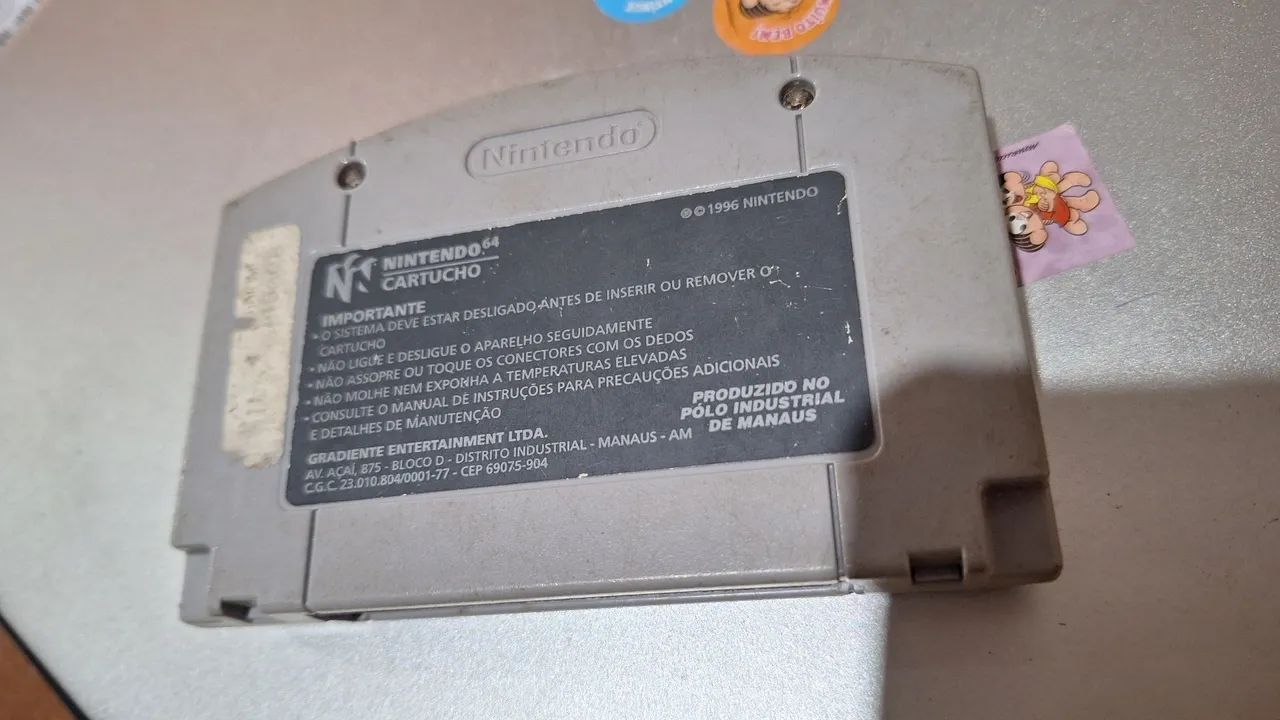 MUITO BEM!
Nintendo®
®©1996 NINTENDO
NINTENDO64
CARTUCHO
IMPORTANTE
• O SISTEMA DEVE ESTAR DESLIGADO ANTES DE INSERIR OU REMOVER O
CARTUCHO
• NÃO LIGUE E DESLIGUE O APARELHO SEGUIDAMENTE
• NÃO ASSOPRE OU TOQUE OS CONECTORES COM OS DEDOS
• NÃO MOLHE NEM EXPONHA A TEMPERATURAS ELEVADAS
• CONSULTE O MANUAL DE INSTRUÇÕES PARA PRECAUÇÕES ADICIONAIS
E DETALHES DE MANUTENÇÃO
PRODUZIDO NO
PÓLO INDUSTRIAL
DE MANAUS
GRADIENTE ENTERTAINMENT LTDA.
AV. AÇAÍ, 875 - BLOCO D - DISTRITO INDUSTRIAL - MANAUS - AM
C.G.C. 23.010.804/0001-77 - CEP 69075-904